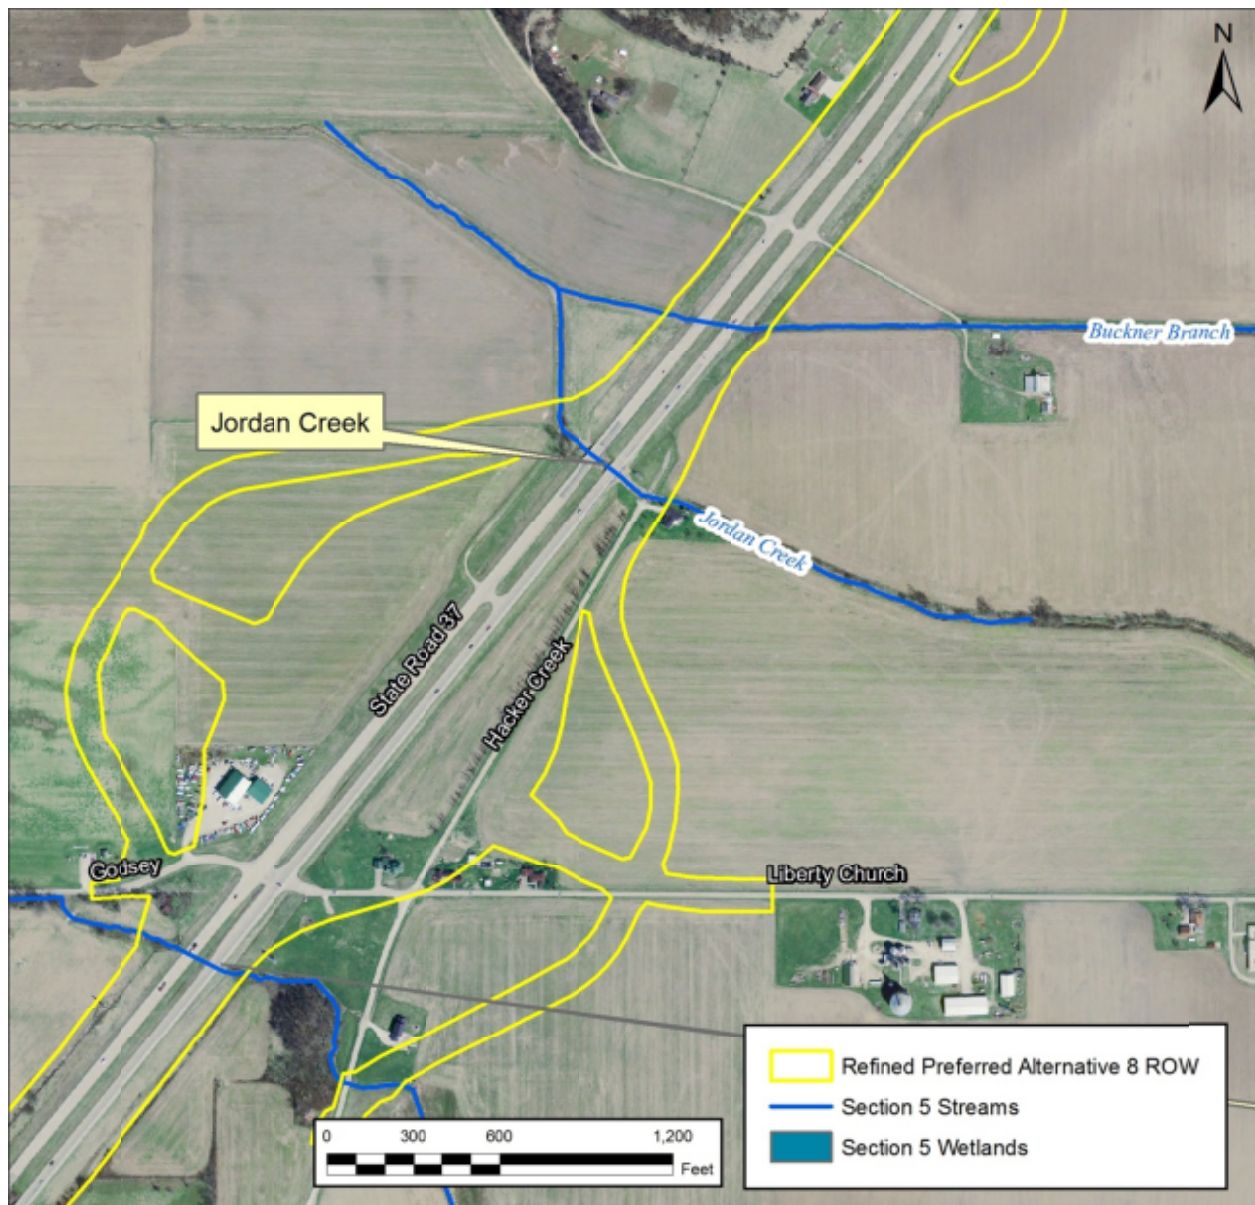 N
Buckner Branch
Jordan Creek
Jordan Creek
State Road 37
Hacker Creek
Godsey
Liberty Church
Refined Preferred Alternative 8 ROW
Section 5 Streams
Section 5 Wetlands
0 300 600 1,200
Feet